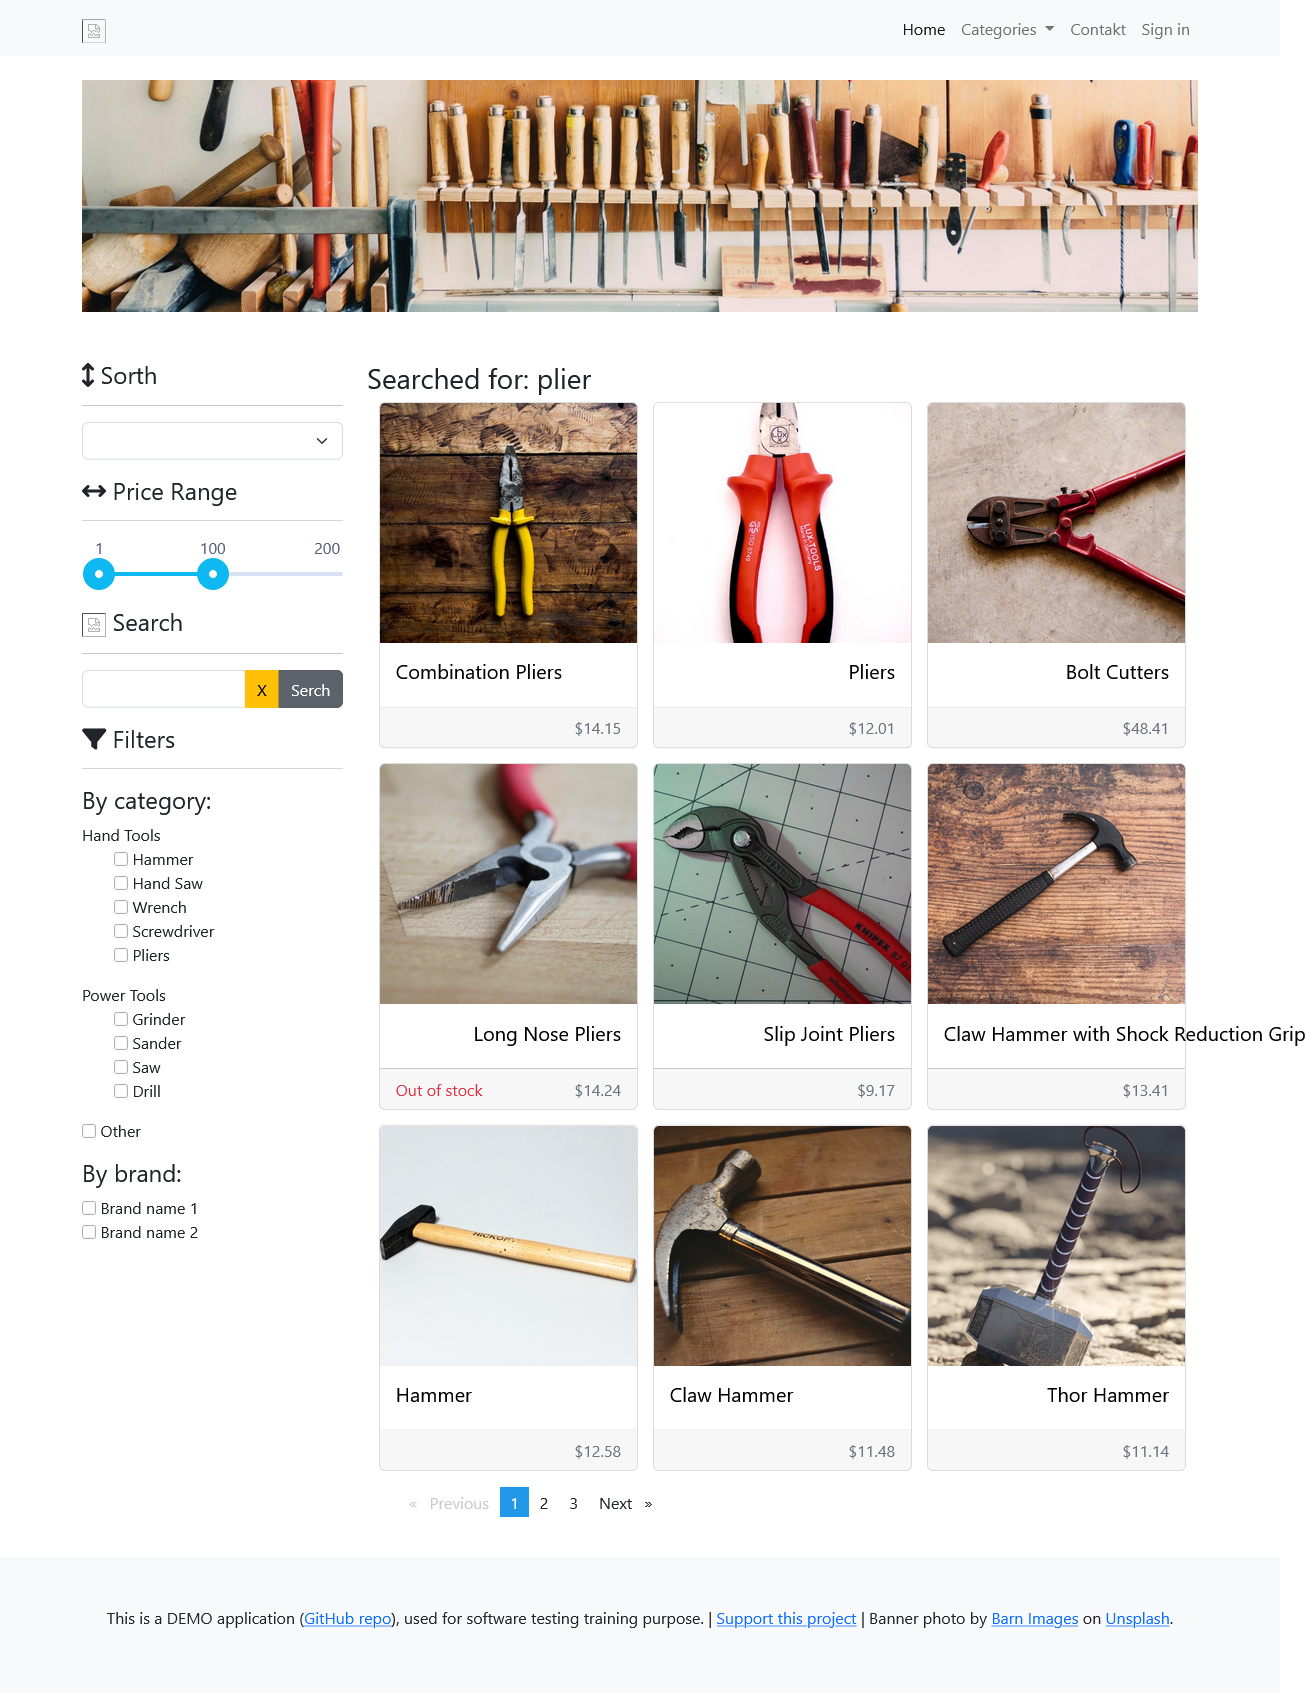 Home Categories Contakt Sign in
Sorth
Price Range
1 100 200
Search
X Serch
Filters
By category:
Hand Tools
Hammer
Hand Saw
Wrench
Screwdriver
Pliers
Power Tools
Grinder
Sander
Saw
Drill
Other
By brand:
Brand name 1
Brand name 2
Searched for: plier
LUX-TOOLS
Combination Pliers
$14.15
Pliers
$12.01
Bolt Cutters
$48.41
KNIPEX
Long Nose Pliers
Out of stock $14.24
Slip Joint Pliers
$9.17
Claw Hammer with Shock Reduction Grip
$13.41
Hammer
$12.58
Claw Hammer
$11.48
Thor Hammer
$11.14
« Previous 1 2 3 Next »
This is a DEMO application (GitHub repo), used for software testing training purpose. | Support this project | Banner photo by Barn Images on Unsplash.